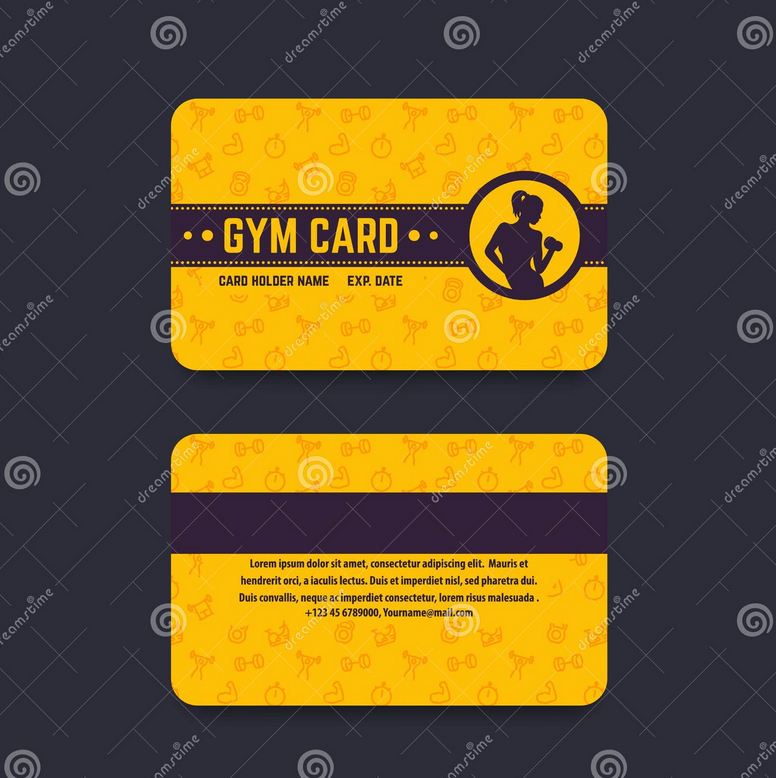 GYM CARD
CARD HOLDER NAME EXP. DATE
Lorem ipsum dolor sit amet, consectetur adipiscing elit. Mauris et
hendrerit orci, a iaculis lectus. Duis et imperdiet nisl, sed pharetra dui.
Duis convallis, neque ac imperdiet consectetur, lorem risus malesuada .
+123 45 6789000, Yourname@mail.com
dreamstime